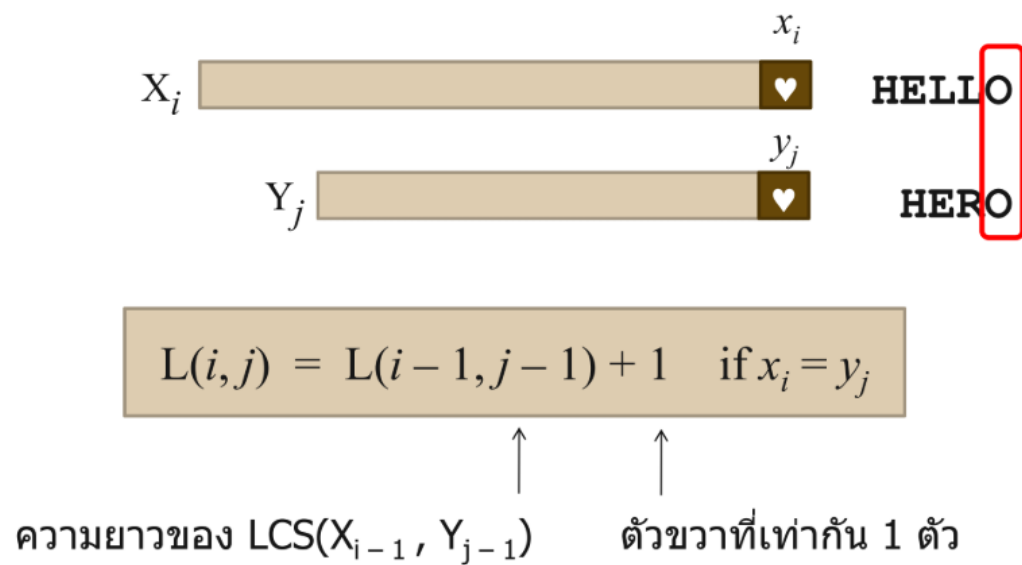 xᵢ
Xᵢ ♥ HELLO
yⱼ
Yⱼ ♥ HERO
L(i, j) = L(i – 1, j – 1) + 1 if xᵢ = yⱼ
ความยาวของ LCS(Xᵢ₋₁ , Yⱼ₋₁) ตัวขวาที่เท่ากัน 1 ตัว